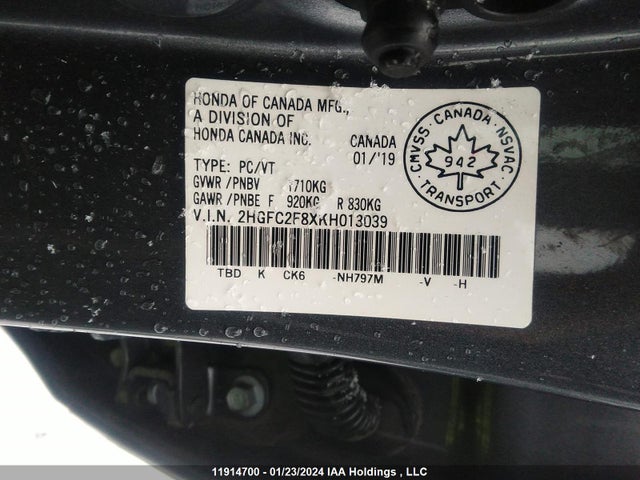 HONDA OF CANADA MFG.,
A DIVISION OF
HONDA CANADA INC. CANADA
01/'19
TYPE: PC/VT
GVWR /PNBV 1710KG
GAWR /PNBE F 920KG R 830KG
V.I.N. 2HGFC2F8XKH013039
TBD K CK6 -NH797M -V -H
CMVSS · CANADA · NSVAC
942
TRANSPORT
11914700 - 01/23/2024 IAA Holdings , LLC